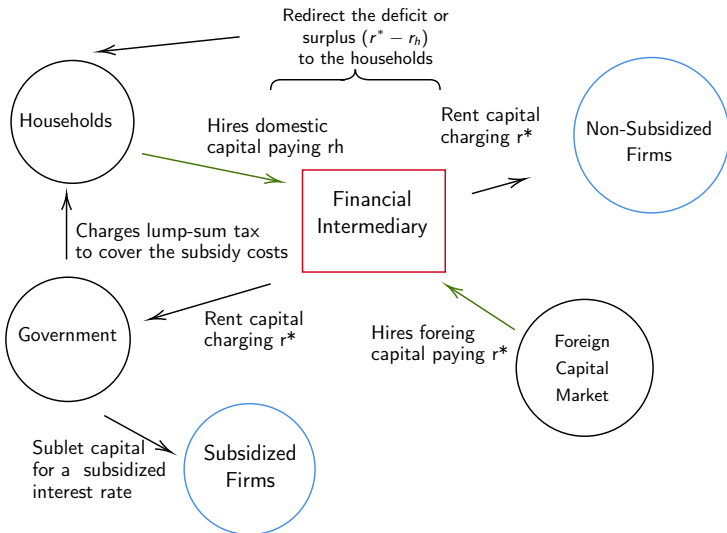 Redirect the deficit or
surplus (r* − rₕ)
to the households
Households
Hires domestic
capital paying rh
Rent capital
charging r*
Non-Subsidized
Firms
Financial
Intermediary
Charges lump-sum tax
to cover the subsidy costs
Government
Rent capital
charging r*
Hires foreing
capital paying r*
Foreign
Capital
Market
Sublet capital
for a subsidized
interest rate
Subsidized
Firms